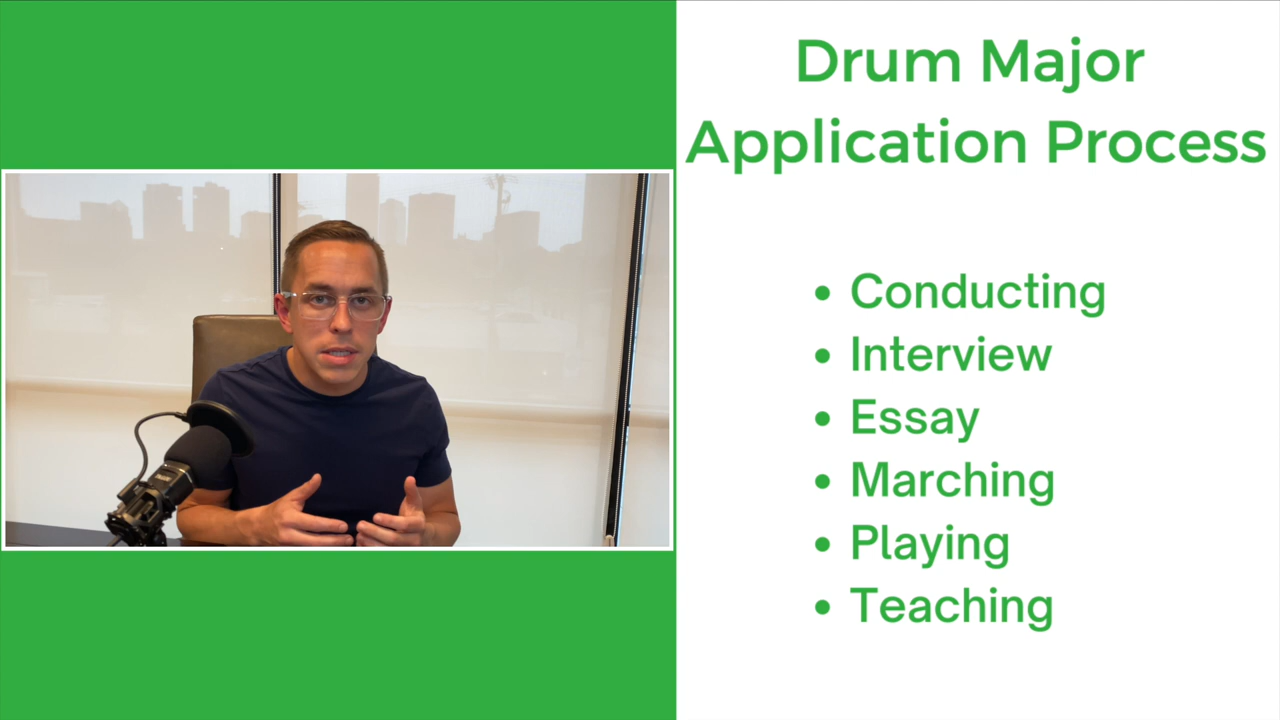 Drum Major
Application Process
• Conducting
• Interview
• Essay
• Marching
• Playing
• Teaching